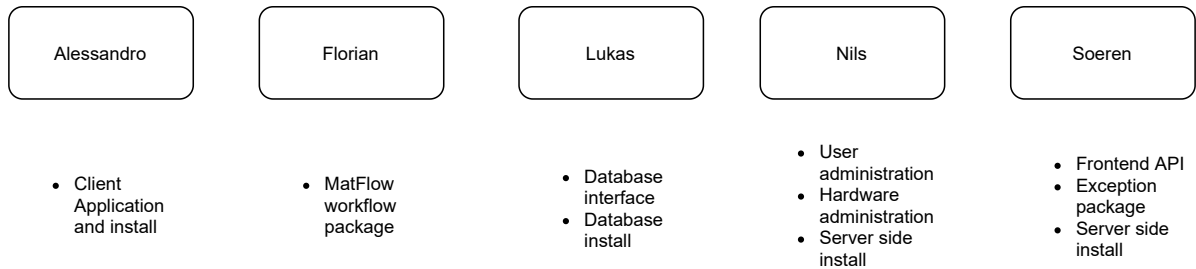 Alessandro
Florian
Lukas
Nils
Soeren
• Client
Application
and install
• MatFlow
workflow
package
• Database
interface
• Database
install
• User
administration
• Hardware
administration
• Server side
install
• Frontend API
• Exception
package
• Server side
install